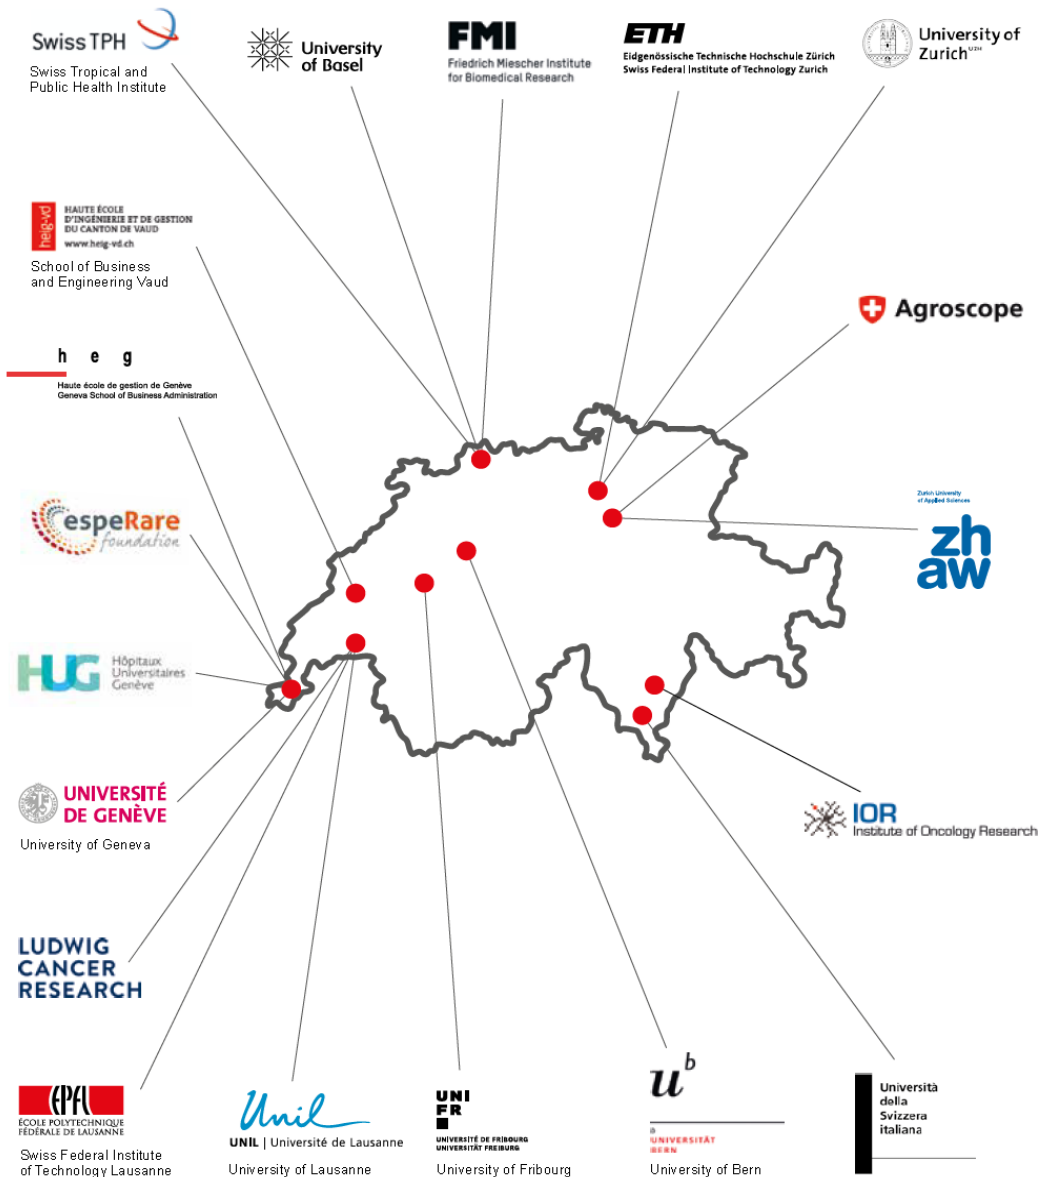 Swiss TPH
Swiss Tropical and
Public Health Institute
University
of Basel
FMI
Friedrich Miescher Institute
for Biomedical Research
ETH
Eidgenössische Technische Hochschule Zürich
Swiss Federal Institute of Technology Zurich
University of
Zurich UZH
heig-vd
HAUTE ÉCOLE
D'INGÉNIERIE ET DE GESTION
DU CANTON DE VAUD
www.heig-vd.ch
School of Business
and Engineering Vaud
Agroscope
h e g
Haute école de gestion de Genève
Geneva School of Business Administration
espeRare
foundation
Zurich University
of Applied Sciences
zh
aw
HUG
Hôpitaux
Universitaires
Genève
UNIVERSITÉ
DE GENÈVE
University of Geneva
IOR
Institute of Oncology Research
LUDWIG
CANCER
RESEARCH
EPFL
ÉCOLE POLYTECHNIQUE
FÉDÉRALE DE LAUSANNE
Swiss Federal Institute
of Technology Lausanne
Unil
UNIL | Université de Lausanne
University of Lausanne
UNI
FR
UNIVERSITÉ DE FRIBOURG
UNIVERSITÄT FREIBURG
University of Fribourg
u b
b
UNIVERSITÄT
BERN
University of Bern
Università
della
Svizzera
italiana